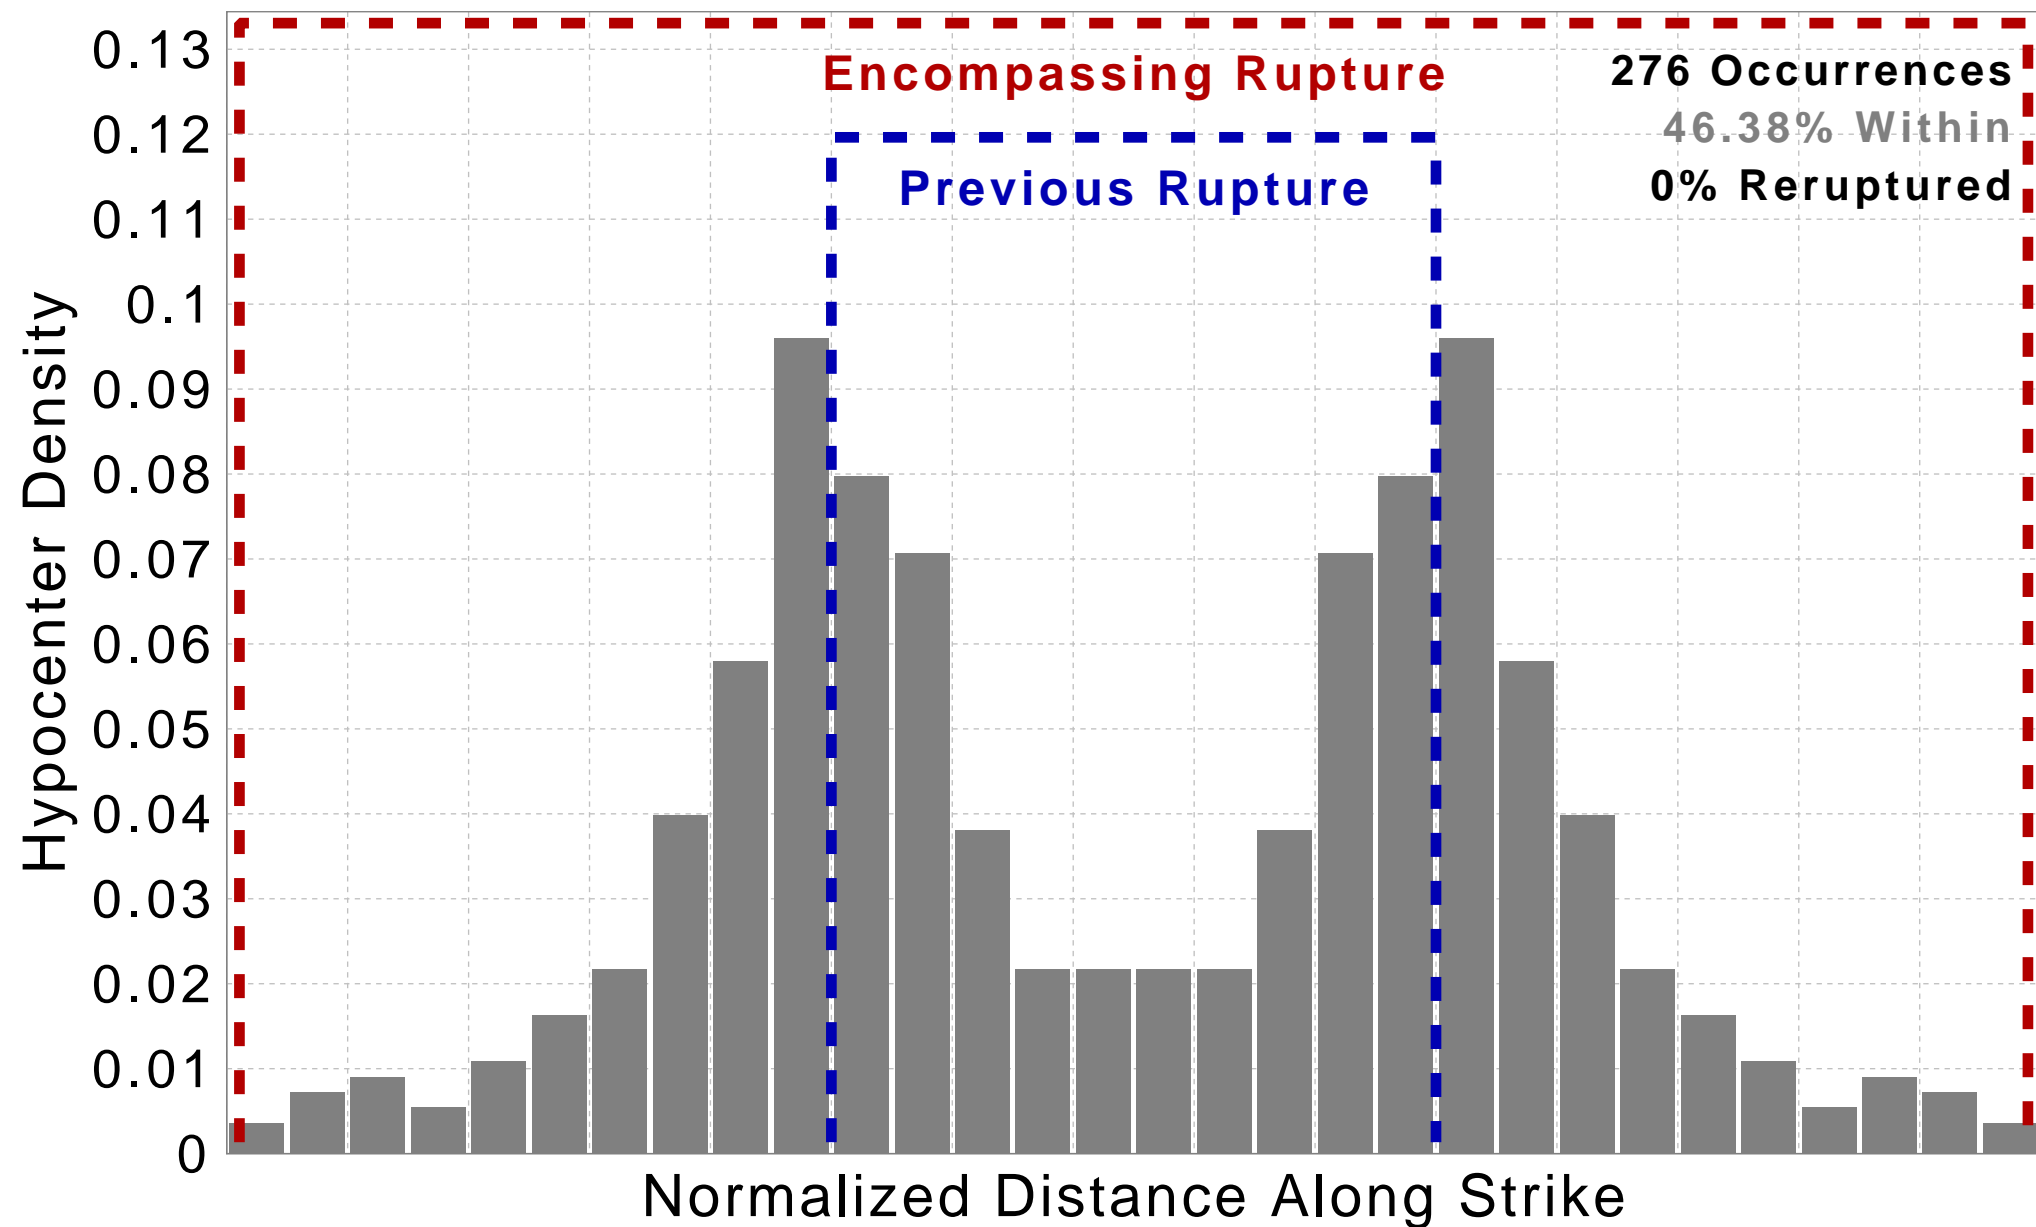 0.13
0.12
0.11
0.1
0.09
0.08
0.07
0.06
0.05
0.04
0.03
0.02
0.01
0
Hypocenter Density
Encompassing Rupture
Previous Rupture
276 Occurrences
46.38% Within
0% Reruptured
Normalized Distance Along Strike